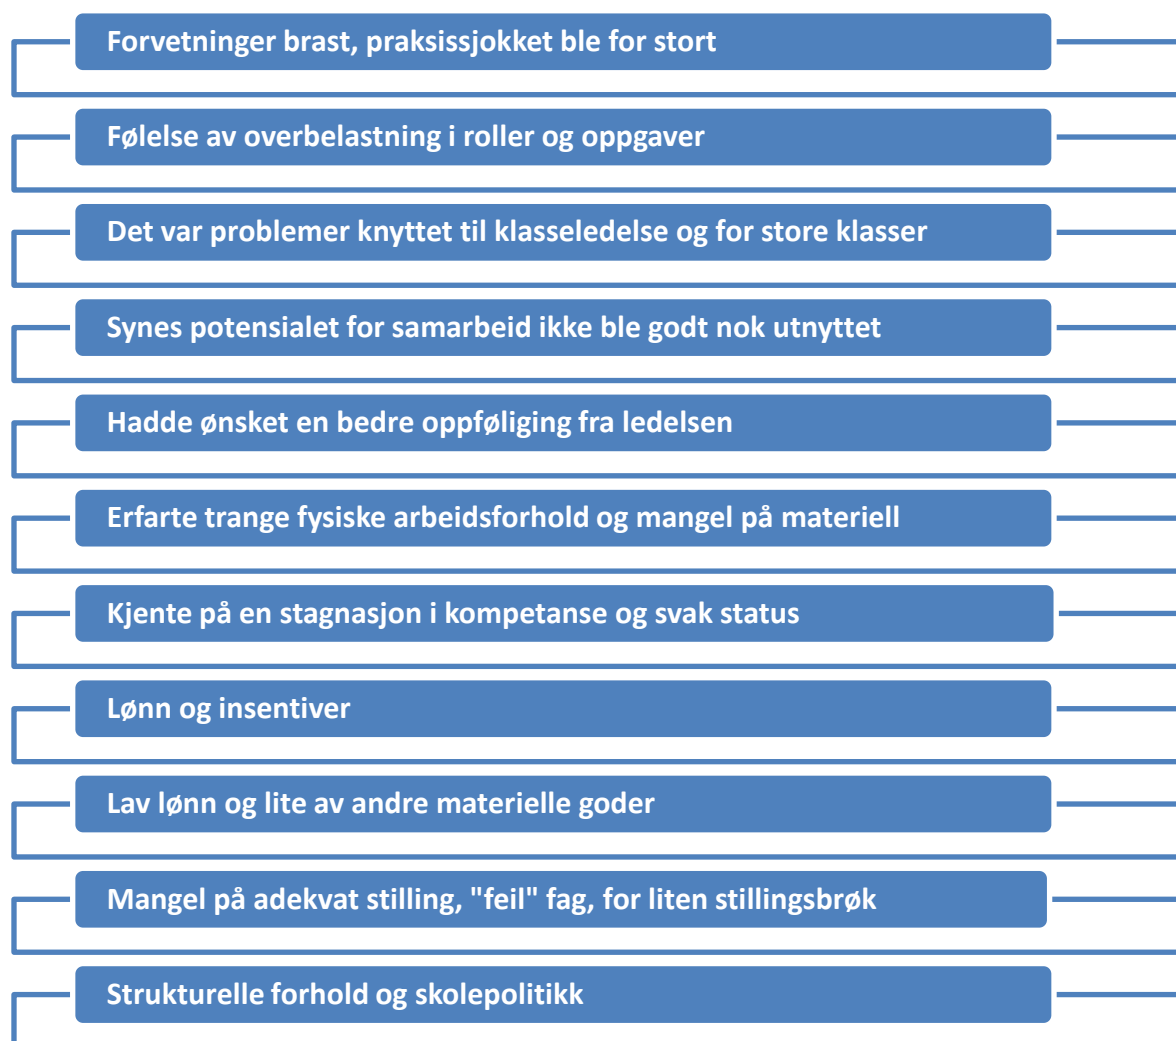 Forvetninger brast, praksissjokket ble for stort
Følelse av overbelastning i roller og oppgaver
Det var problemer knyttet til klasseledelse og for store klasser
Synes potensialet for samarbeid ikke ble godt nok utnyttet
Hadde ønsket en bedre oppføliging fra ledelsen
Erfarte trange fysiske arbeidsforhold og mangel på materiell
Kjente på en stagnasjon i kompetanse og svak status
Lønn og insentiver
Lav lønn og lite av andre materielle goder
Mangel på adekvat stilling, "feil" fag, for liten stillingsbrøk
Strukturelle forhold og skolepolitikk